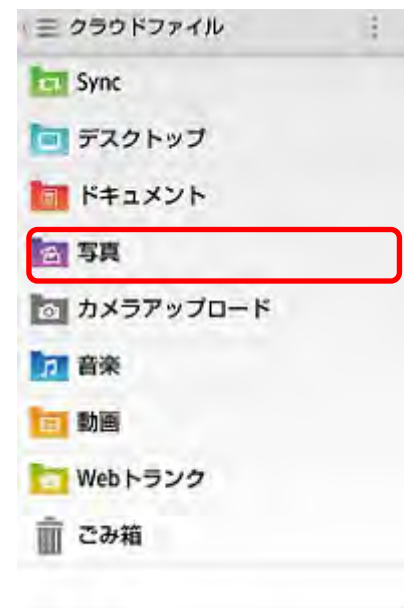 クラウドファイル
Sync
デスクトップ
ドキュメント
写真
カメラアップロード
音楽
動画
Webトランク
ごみ箱